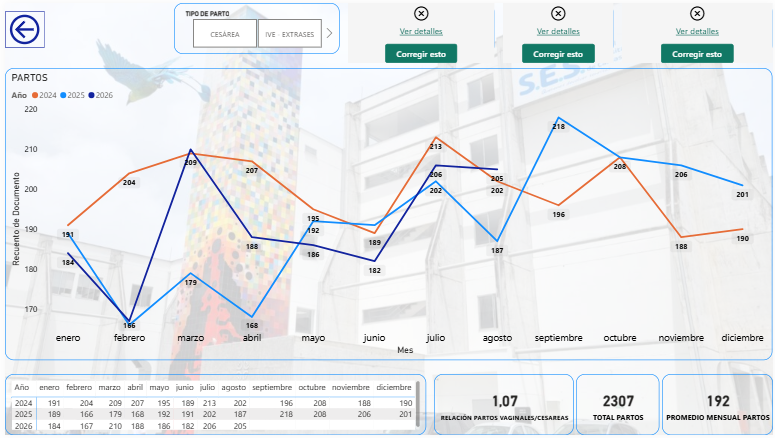 TIPO DE PARTO
CESÁREA
IVE - EXTRASES
Ver detalles
Corregir esto
Ver detalles
Corregir esto
Ver detalles
Corregir esto
PARTOS
Año 2024 2025 2026
S.E.S.
220
210
200
190
180
170
Recuento de Documento
191
184
204
166
209
179
207
188
168
195
192
186
189
182
213
206
202
205
202
187
218
196
208
206
188
201
190
enero febrero marzo abril mayo junio julio agosto septiembre octubre noviembre diciembre
Mes
Año enero febrero marzo abril mayo junio julio agosto septiembre octubre noviembre diciembre
2024 191 204 209 207 195 189 213 202 196 208 188 190
2025 189 166 179 168 192 191 202 187 218 208 206 201
2026 184 167 210 188 186 182 206 205
1,07
RELACIÓN PARTOS VAGINALES/CESAREAS
2307
TOTAL PARTOS
192
PROMEDIO MENSUAL PARTOS